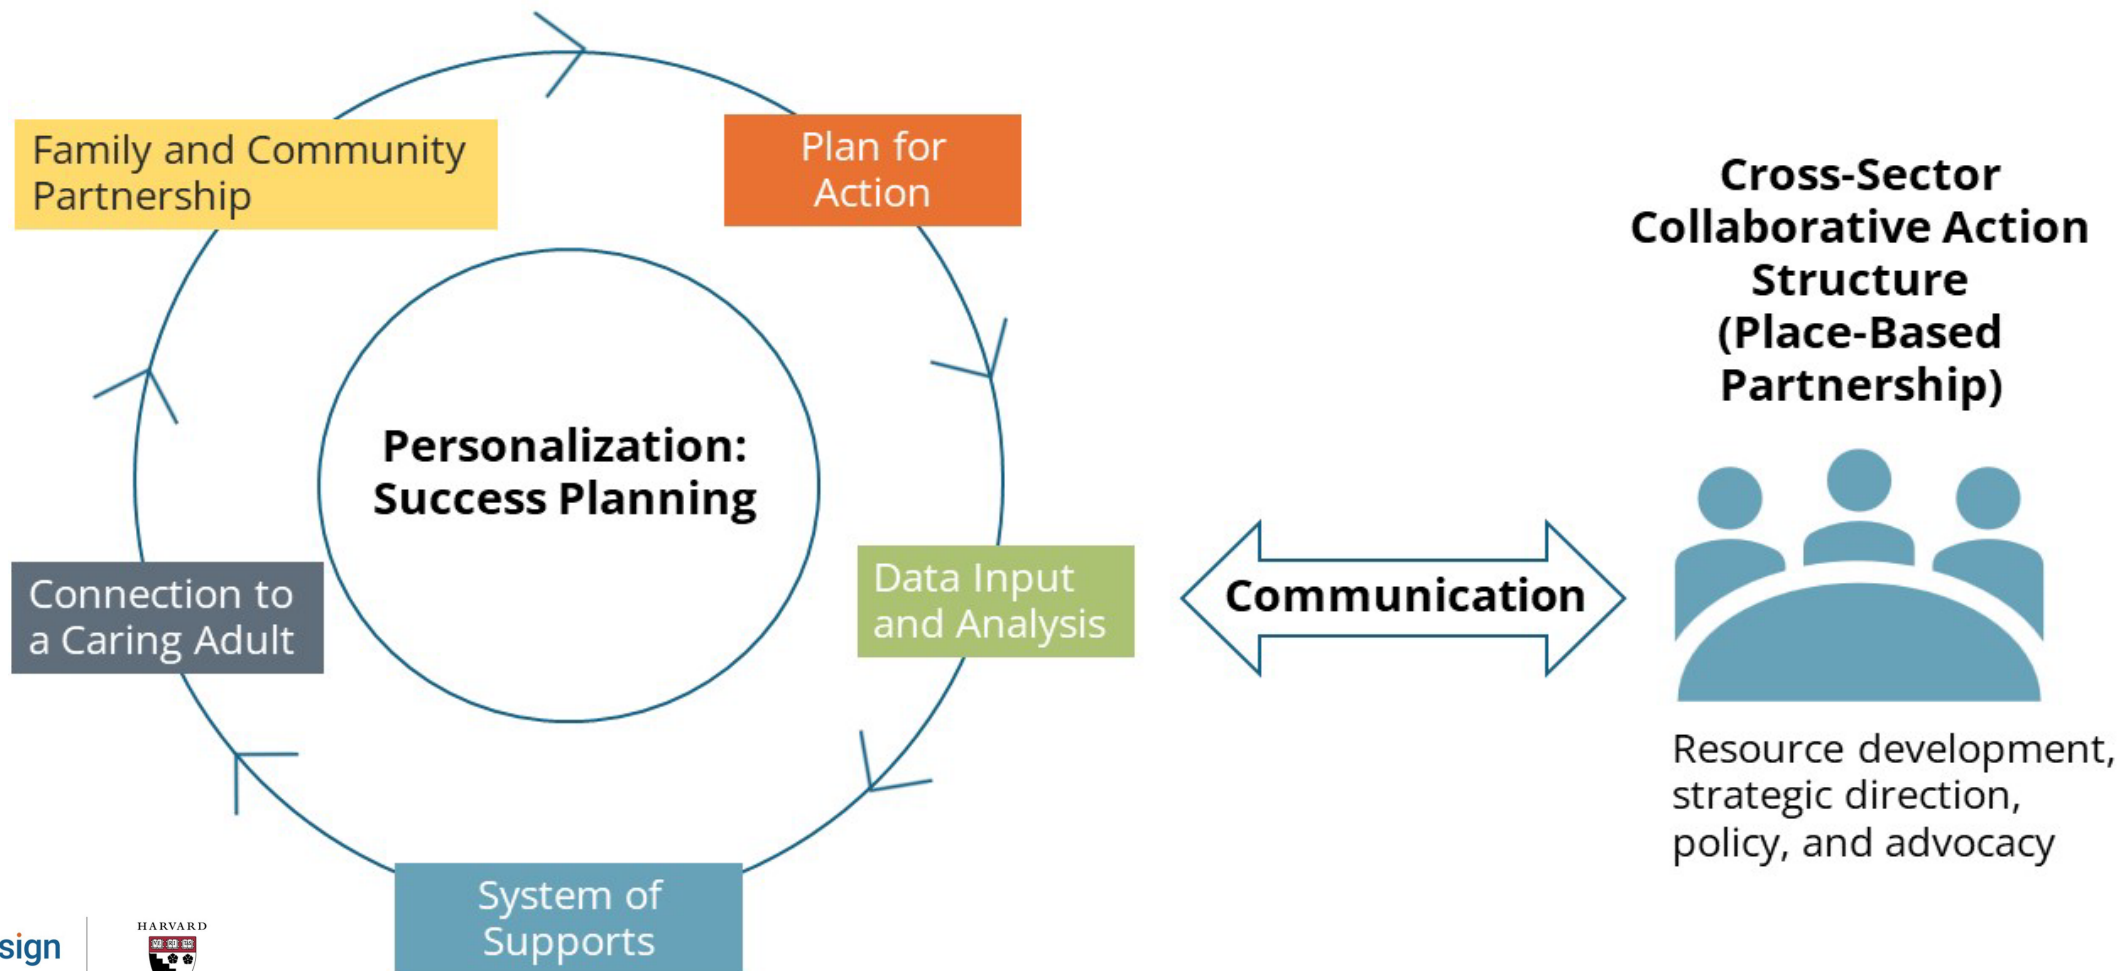 Family and Community
Partnership
Plan for
Action
Personalization:
Success Planning
Connection to
a Caring Adult
Data Input
and Analysis
System of
Supports
Communication
Cross-Sector
Collaborative Action
Structure
(Place-Based
Partnership)
Resource development,
strategic direction,
policy, and advocacy
sign
HARVARD